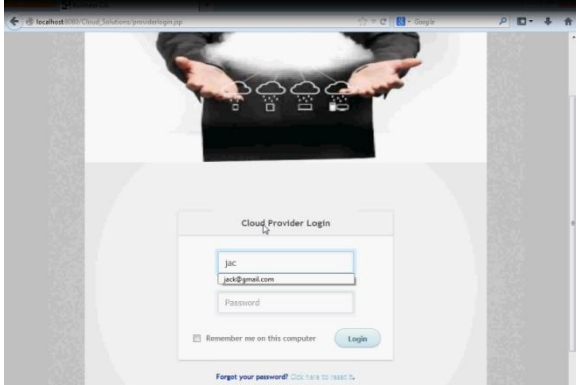 localhost:8080/Cloud_Solutions/providerlogin.jsp
Google
Cloud Provider Login
jac
jack@gmail.com
Password
Remember me on this computer
Login
Forgot your password? Click here to reset it.